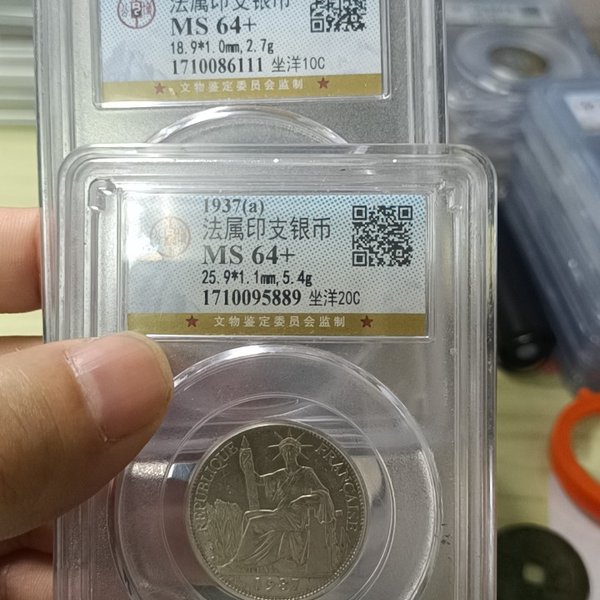 法属印支银币
MS 64+
18.9*1.0mm,2.7g
1710086111 坐洋10C
★ 文物鉴定委员会监制 ★
1937(a)
法属印支银币
MS 64+
25.9*1.1mm,5.4g
1710095889 坐洋20C
★ 文物鉴定委员会监制 ★
REPUBLIQUE FRANÇAISE
1937